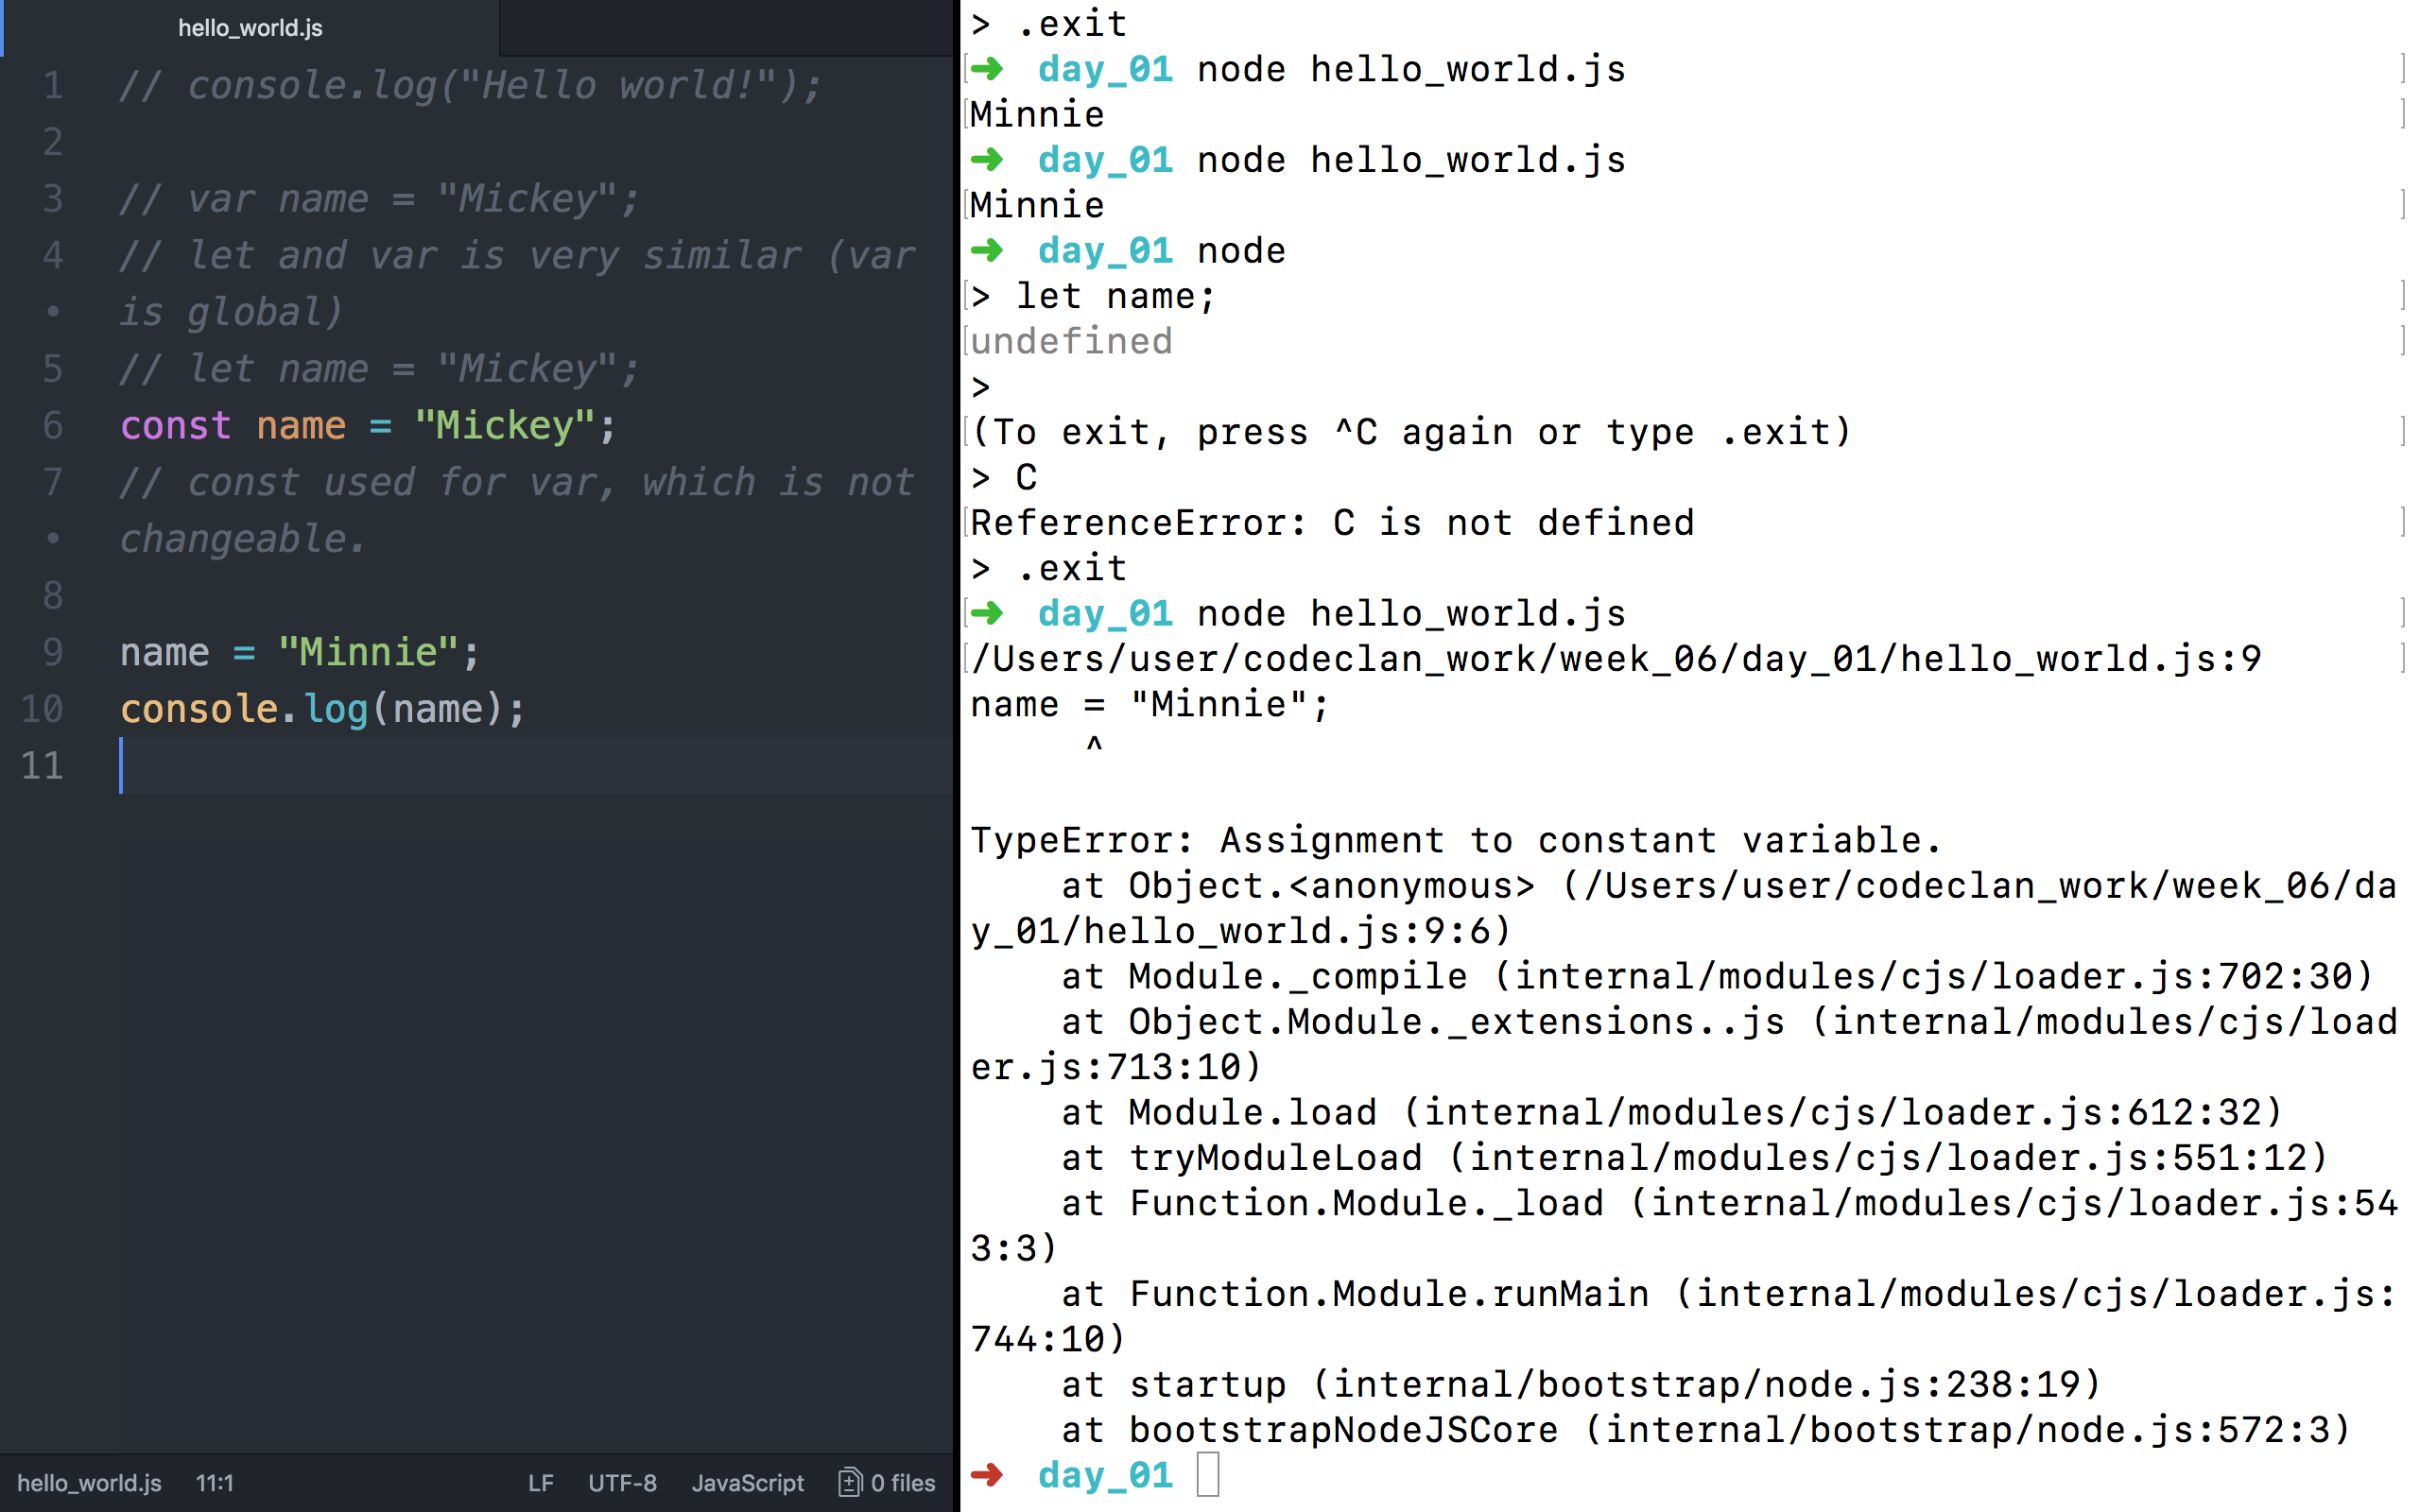 hello_world.js
1 // console.log("Hello world!");
2
3 // var name = "Mickey";
4 // let and var is very similar (var
• is global)
5 // let name = "Mickey";
6 const name = "Mickey";
7 // const used for var, which is not
• changeable.
8
9 name = "Minnie";
10 console.log(name);
11
hello_world.js 11:1 LF UTF-8 JavaScript 0 files
> .exit
[➜ day_01 node hello_world.js ]
[Minnie ]
➜ day_01 node hello_world.js
[Minnie ]
➜ day_01 node
[> let name; ]
[undefined ]
>
[(To exit, press ^C again or type .exit) ]
> C
[ReferenceError: C is not defined ]
> .exit
[➜ day_01 node hello_world.js ]
[/Users/user/codeclan_work/week_06/day_01/hello_world.js:9 ]
name = "Minnie";
     ^
TypeError: Assignment to constant variable.
    at Object.<anonymous> (/Users/user/codeclan_work/week_06/da
y_01/hello_world.js:9:6)
    at Module._compile (internal/modules/cjs/loader.js:702:30)
    at Object.Module._extensions..js (internal/modules/cjs/load
er.js:713:10)
    at Module.load (internal/modules/cjs/loader.js:612:32)
    at tryModuleLoad (internal/modules/cjs/loader.js:551:12)
    at Function.Module._load (internal/modules/cjs/loader.js:54
3:3)
    at Function.Module.runMain (internal/modules/cjs/loader.js:
744:10)
    at startup (internal/bootstrap/node.js:238:19)
    at bootstrapNodeJSCore (internal/bootstrap/node.js:572:3)
➜ day_01